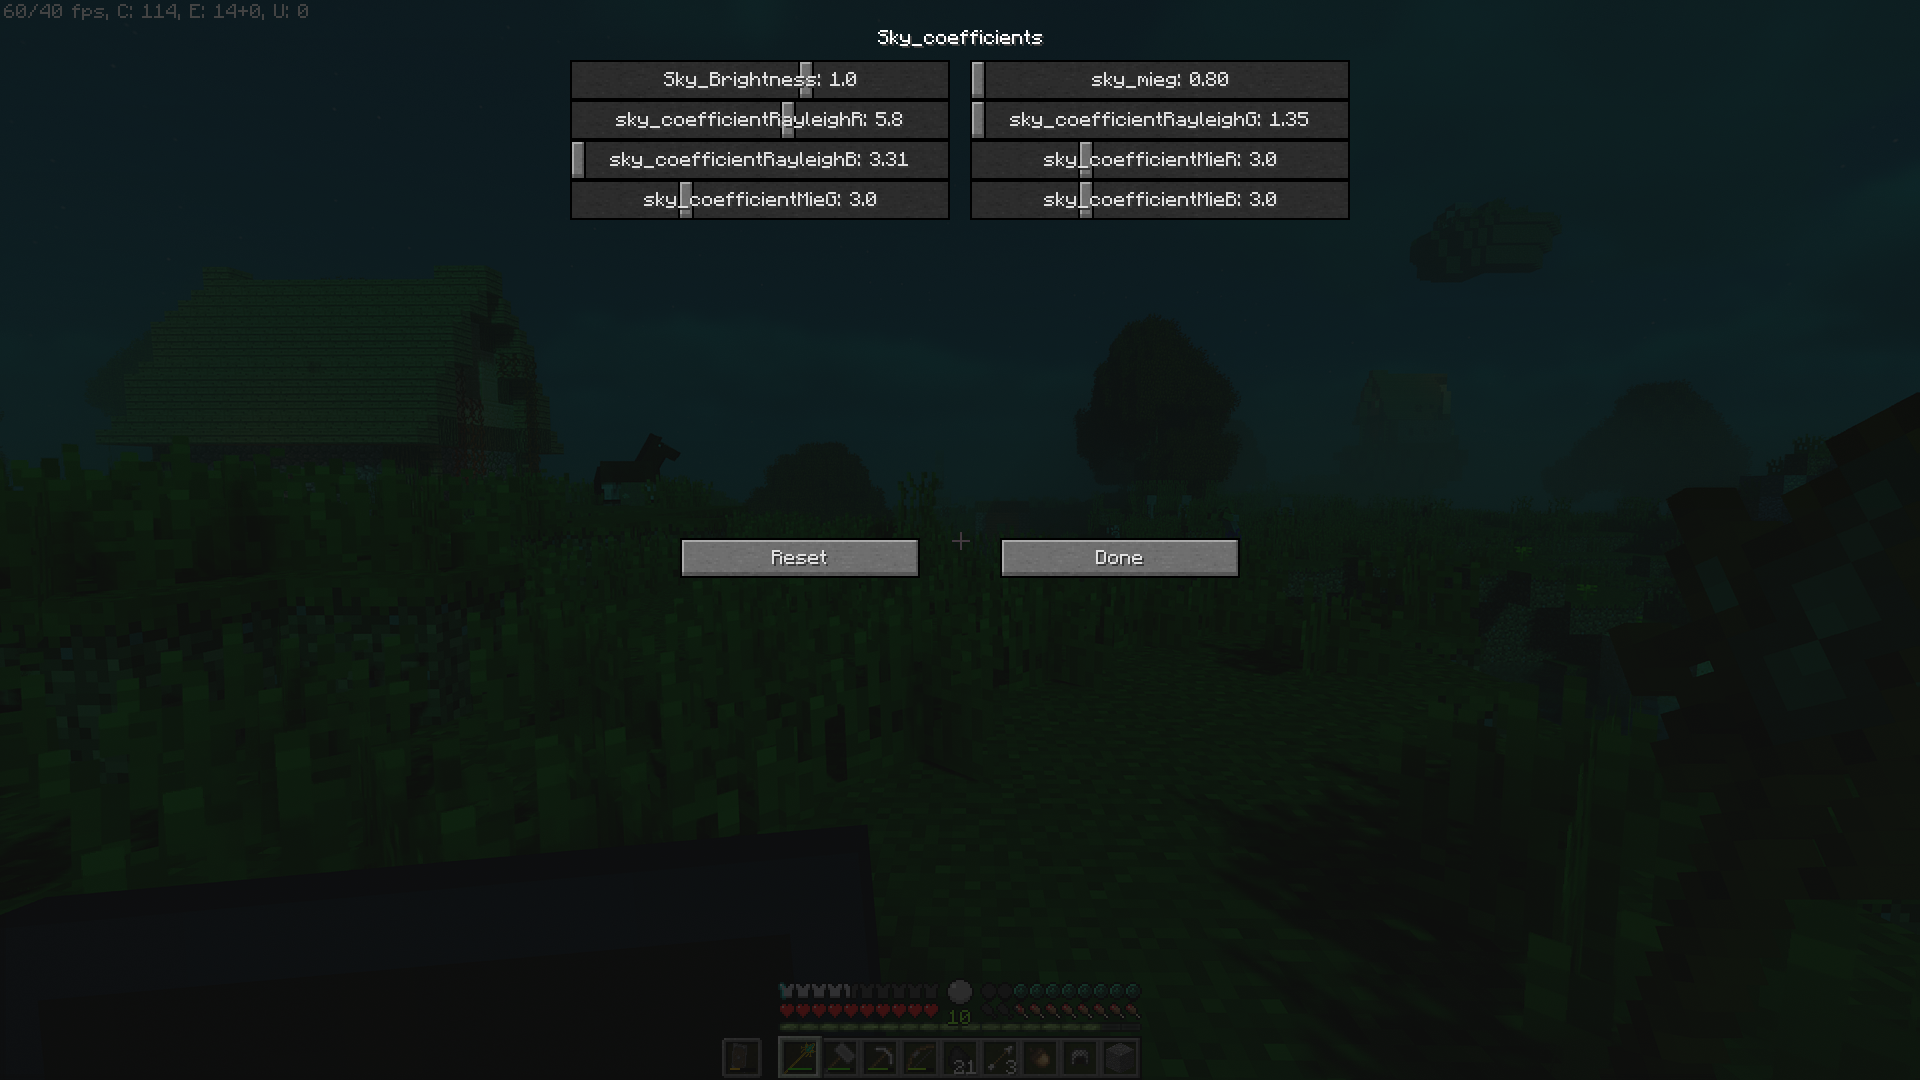 60/40 fps, C: 114, E: 14+0, U: 0
Sky_coefficients
Sky_Brightness: 1.0
sky_mieg: 0.80
sky_coefficientRayleighR: 5.8
sky_coefficientRayleighG: 1.35
sky_coefficientRayleighB: 3.31
sky_coefficientMieR: 3.0
sky_coefficientMieG: 3.0
sky_coefficientMieB: 3.0
Reset
Done
10
21
3